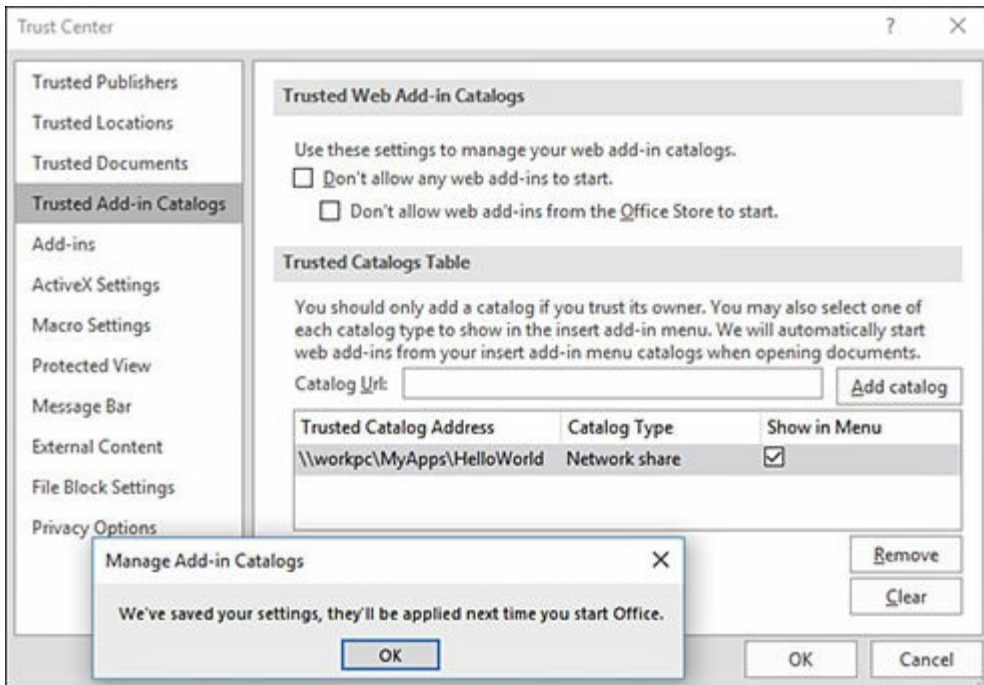 Trust Center
?
Trusted Publishers
Trusted Locations
Trusted Documents
Trusted Add-in Catalogs
Add-ins
ActiveX Settings
Macro Settings
Protected View
Message Bar
External Content
File Block Settings
Privacy Options
Trusted Web Add-in Catalogs
Use these settings to manage your web add-in catalogs.
Don't allow any web add-ins to start.
Don't allow web add-ins from the Office Store to start.
Trusted Catalogs Table
You should only add a catalog if you trust its owner. You may also select one of
each catalog type to show in the insert add-in menu. We will automatically start
web add-ins from your insert add-in menu catalogs when opening documents.
Catalog Url: Add catalog
Trusted Catalog Address Catalog Type Show in Menu
\\workpc\MyApps\HelloWorld Network share
Remove
Clear
Manage Add-in Catalogs
We've saved your settings, they'll be applied next time you start Office.
OK
OK Cancel